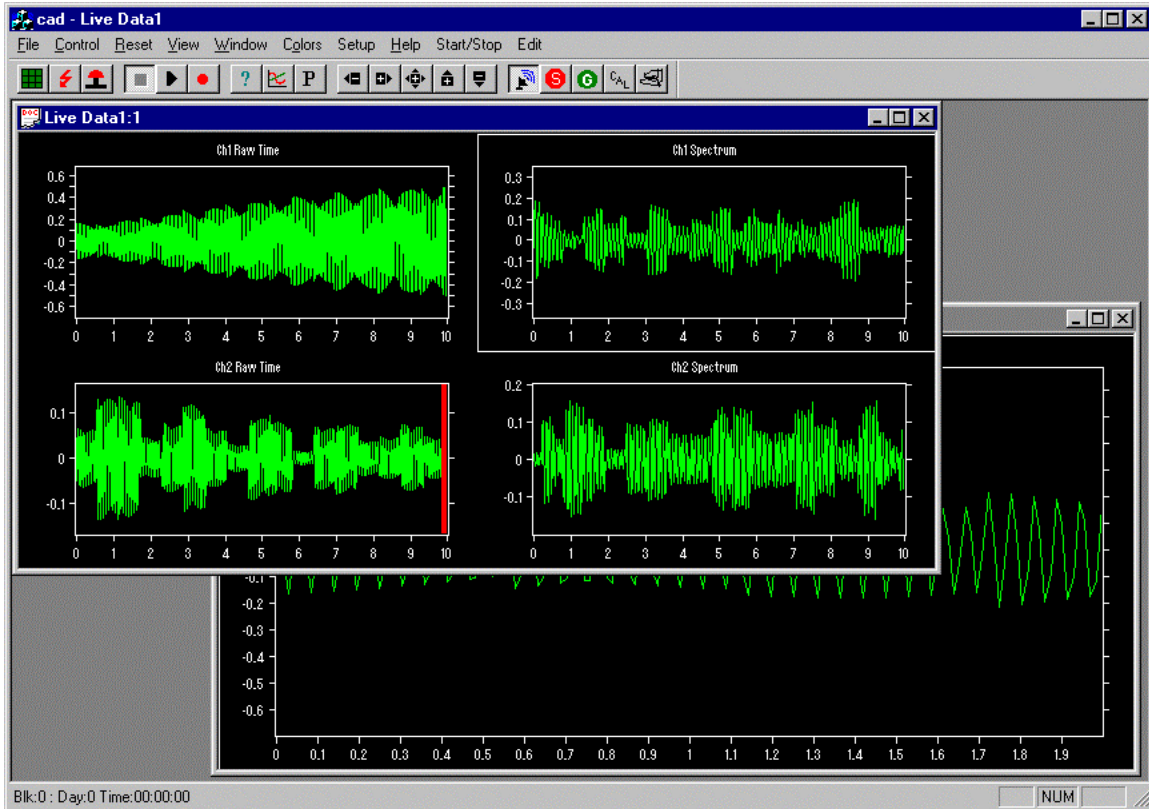 cad - Live Data1
File Control Reset View Window Colors Setup Help Start/Stop Edit
? P S G CAL
DOC Live Data1:1
Ch1 Raw Time
0.6
0.4
0.2
0
-0.2
-0.4
-0.6
0 1 2 3 4 5 6 7 8 9 10
Ch1 Spectrum
0.3
0.2
0.1
0
-0.1
-0.2
-0.3
0 1 2 3 4 5 6 7 8 9 10
Ch2 Raw Time
0.1
0
-0.1
0 1 2 3 4 5 6 7 8 9 10
Ch2 Spectrum
0.2
0.1
0
-0.1
0 1 2 3 4 5 6 7 8 9 10
-0.1
-0.2
-0.3
-0.4
-0.5
-0.6
0 0.1 0.2 0.3 0.4 0.5 0.6 0.7 0.8 0.9 1 1.1 1.2 1.3 1.4 1.5 1.6 1.7 1.8 1.9
Blk:0 : Day:0 Time:00:00:00
NUM